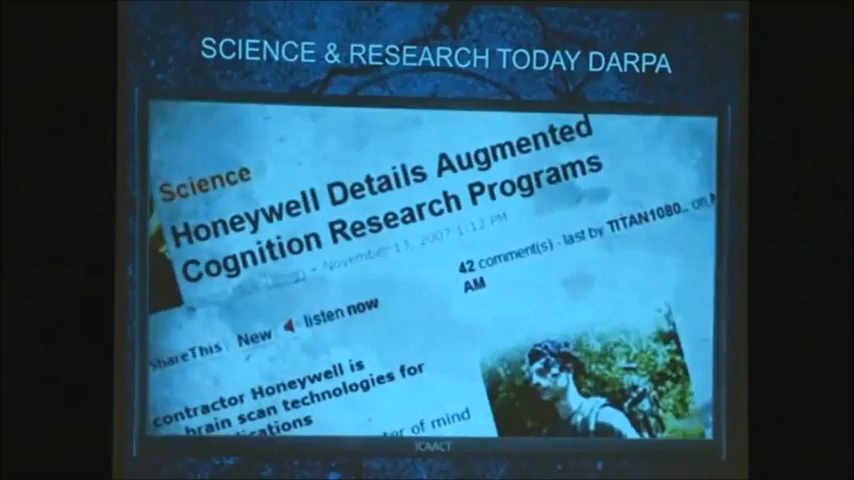 SCIENCE & RESEARCH TODAY DARPA
Science
Honeywell Details Augmented
Cognition Research Programs
November 13, 2007 1:12 PM
42 comment(s) - last by TITAN1080.. on
AM
ShareThis New listen now
contractor Honeywell is
brain scan technologies for
of mind
ICAACT